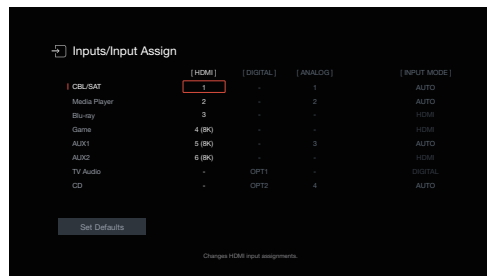 Inputs/Input Assign
[ HDMI ] [ DIGITAL ] [ ANALOG ] [ INPUT MODE ]
CBL/SAT 1 - 1 AUTO
Media Player 2 - 2 AUTO
Blu-ray 3 - - HDMI
Game 4 (8K) - - HDMI
AUX1 5 (8K) - 3 AUTO
AUX2 6 (8K) - - HDMI
TV Audio - OPT1 - DIGITAL
CD - OPT2 4 AUTO
Set Defaults
Changes HDMI input assignments.